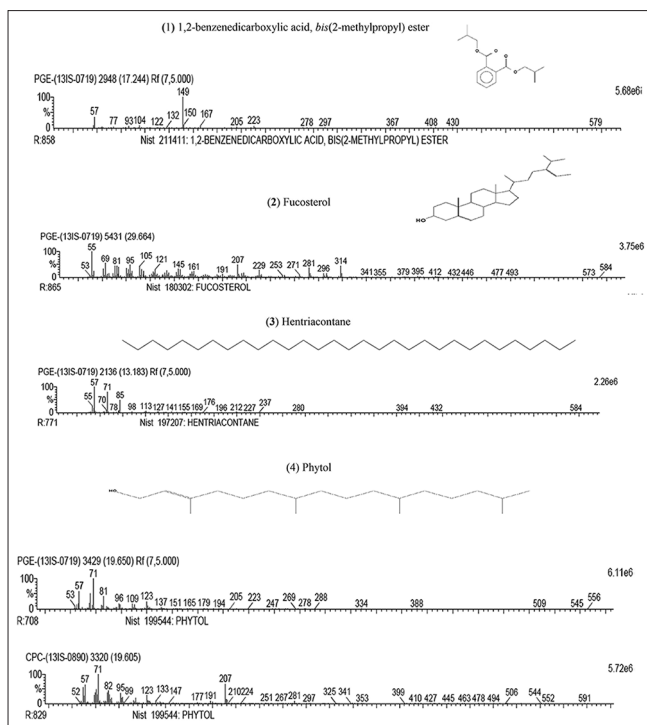 (1) 1,2-benzenedicarboxylic acid, bis(2-methylpropyl) ester
PGE-(13IS-0719) 2948 (17.244) Rf (7,5.000)
5.68e6i
149
100
%
0
57 77 93 104 122 132 150 167 205 223 278 297 367 408 430 579
R:858 Nist 211411: 1,2-BENZENEDICARBOXYLIC ACID, BIS(2-METHYLPROPYL) ESTER
(2) Fucosterol
HO
PGE-(13IS-0719) 5431 (29.664)
3.75e6
100
%
0
53 55 69 81 95 105 121 145 161 191 207 229 253 271 281 296 314 341 355 379 395 412 432 446 477 493 573 584
R:865 Nist 180302: FUCOSTEROL
(3) Hentriacontane
PGE-(13IS-0719) 2136 (13.183) Rf (7,5.000)
2.26e6
100
%
0
55 57 70 71 78 85 98 113 127 141 155 169 176 196 212 227 237 280 394 432 584
R:771 Nist 197207: HENTRIACONTANE
(4) Phytol
HO
PGE-(13IS-0719) 3429 (19.650) Rf (7,5.000)
6.11e6
100
%
0
53 57 71 81 96 109 123 137 151 165 179 194 205 223 247 269 278 288 334 388 509 545 556
R:708 Nist 199544: PHYTOL
CPC-(13IS-0890) 3320 (19.605)
5.72e6
100
%
0
52 57 71 82 95 99 123 133 147 177 191 207 210 224 251 267 281 297 325 341 353 399 410 427 445 463 478 494 506 544 552 591
R:829 Nist 199544: PHYTOL